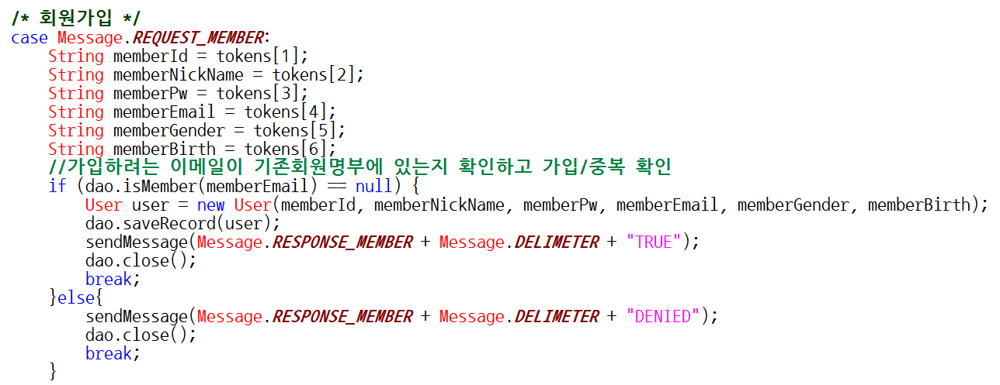 /* 회원가입 */
case Message.REQUEST_MEMBER:
    String memberId = tokens[1];
    String memberNickName = tokens[2];
    String memberPw = tokens[3];
    String memberEmail = tokens[4];
    String memberGender = tokens[5];
    String memberBirth = tokens[6];
    //가입하려는 이메일이 기존회원명부에 있는지 확인하고 가입/중복 확인
    if (dao.isMember(memberEmail) == null) {
        User user = new User(memberId, memberNickName, memberPw, memberEmail, memberGender, memberBirth);
        dao.saveRecord(user);
        sendMessage(Message.RESPONSE_MEMBER + Message.DELIMETER + "TRUE");
        dao.close();
        break;
    }else{
        sendMessage(Message.RESPONSE_MEMBER + Message.DELIMETER + "DENIED");
        dao.close();
        break;
    }